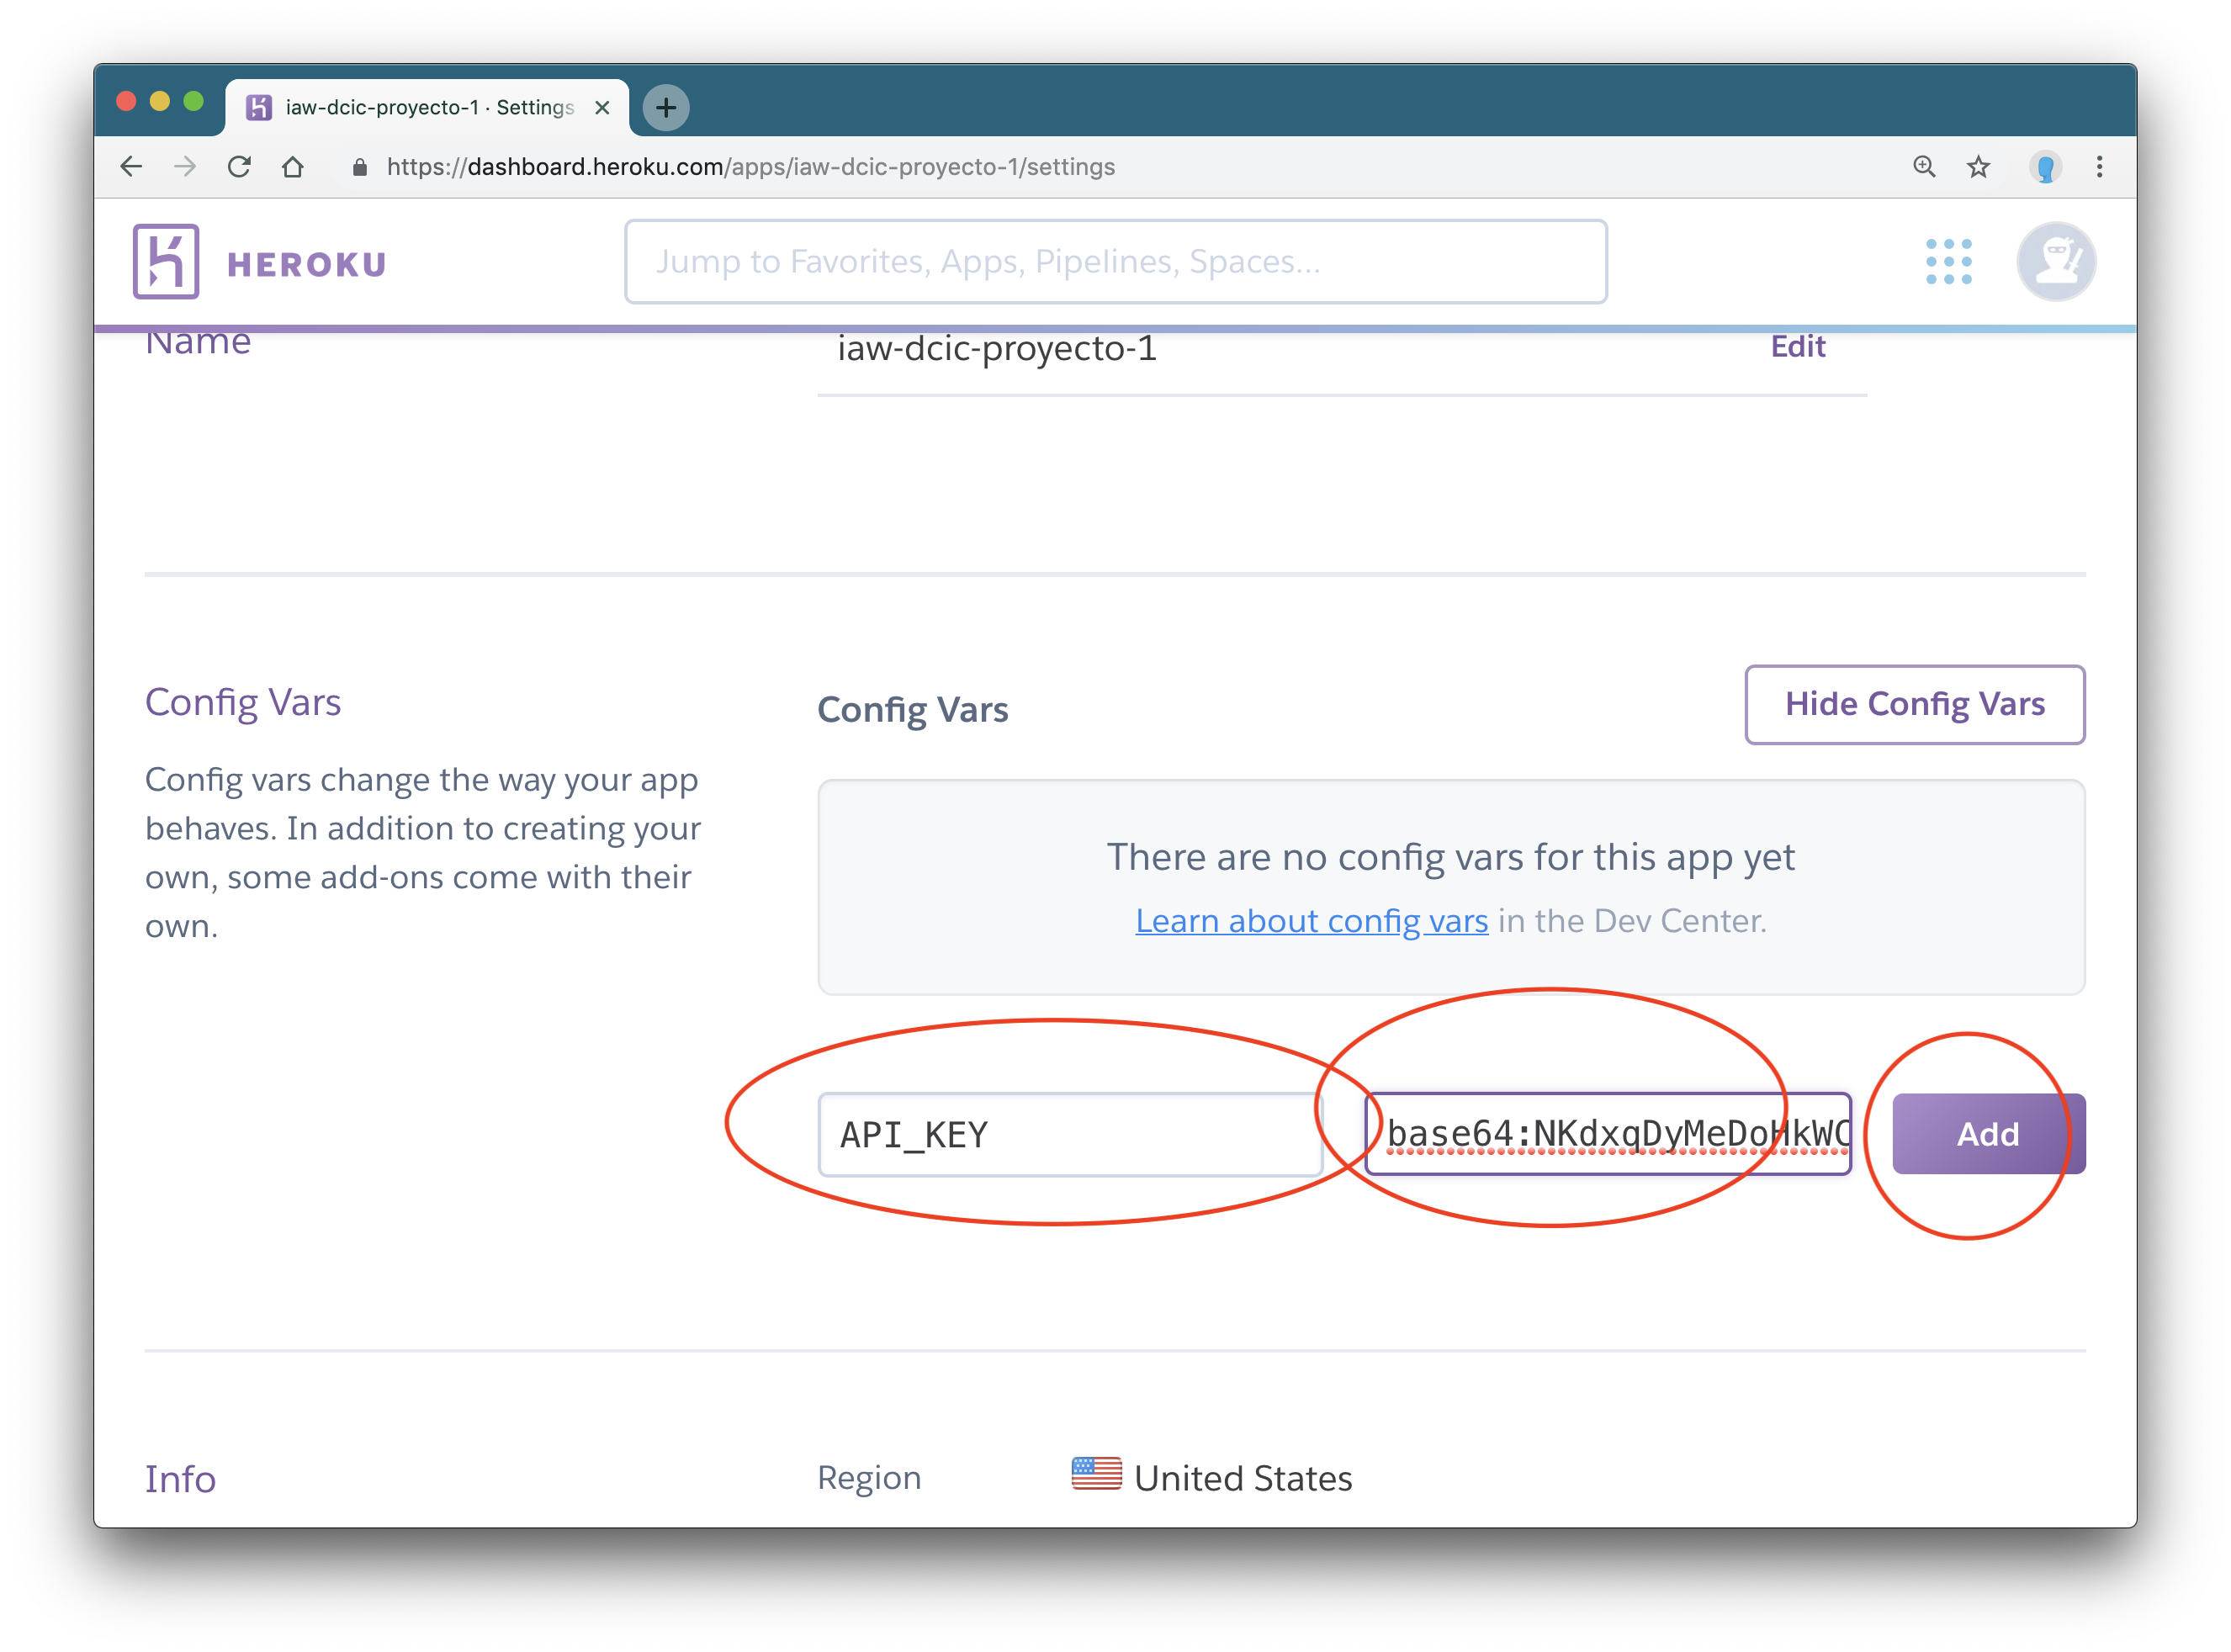 iaw-dcic-proyecto-1 · Settings
https://dashboard.heroku.com/apps/iaw-dcic-proyecto-1/settings
HEROKU
Jump to Favorites, Apps, Pipelines, Spaces...
Name
iaw-dcic-proyecto-1
Edit
Config Vars
Config vars change the way your app
behaves. In addition to creating your
own, some add-ons come with their
own.
Config Vars
Hide Config Vars
There are no config vars for this app yet
Learn about config vars in the Dev Center.
API_KEY
base64:NKdxqDyMeDoHkWC
Add
Info
Region
United States